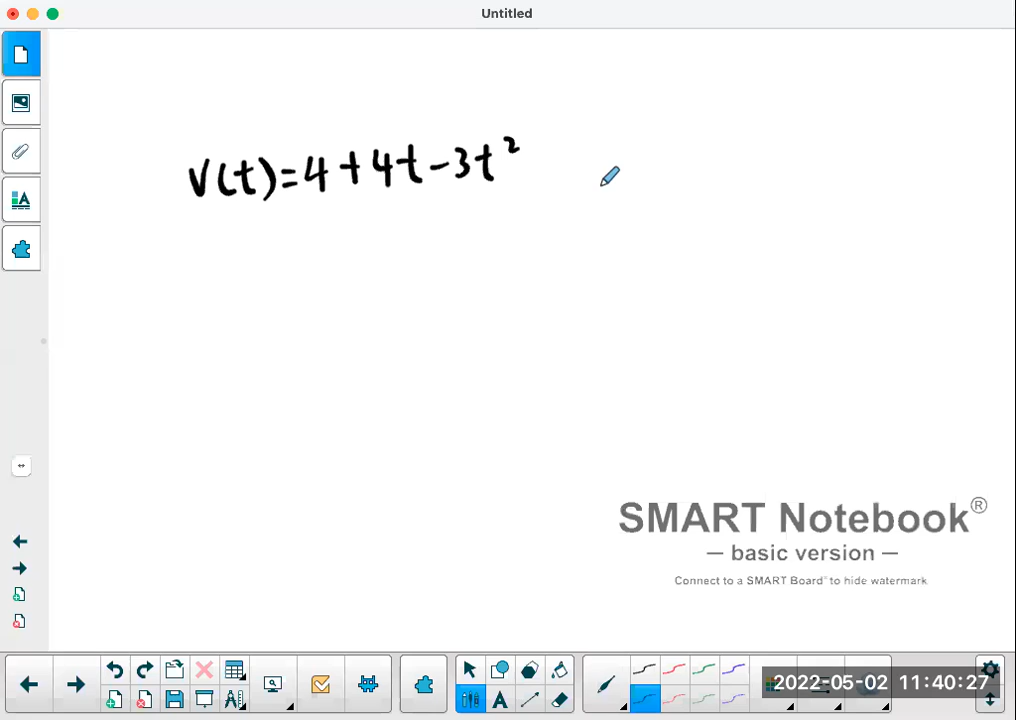 Untitled
V(t)=4+4t-3t²
SMART Notebook®
— basic version —
Connect to a SMART Board™ to hide watermark.
2022-05-02 11:40:27